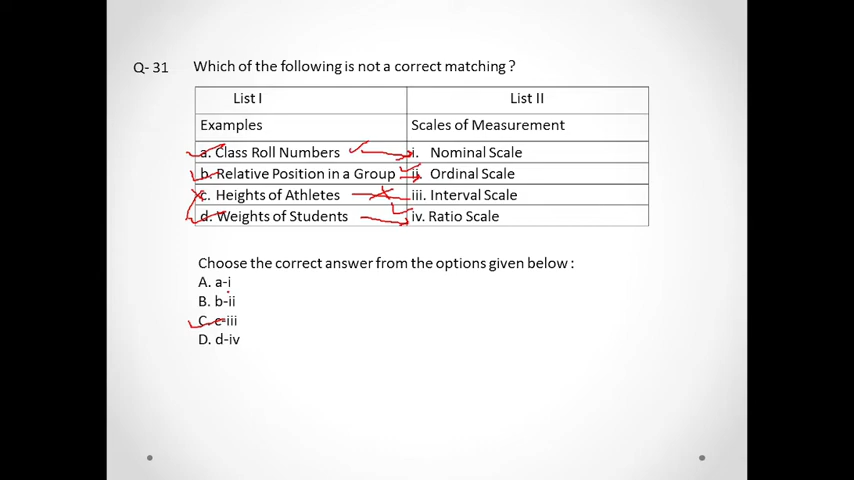 Q- 31 Which of the following is not a correct matching ?
List I List II
Examples Scales of Measurement
a. Class Roll Numbers i. Nominal Scale
b. Relative Position in a Group ii. Ordinal Scale
c. Heights of Athletes iii. Interval Scale
d. Weights of Students iv. Ratio Scale
Choose the correct answer from the options given below :
A. a-i
B. b-ii
C. c-iii
D. d-iv